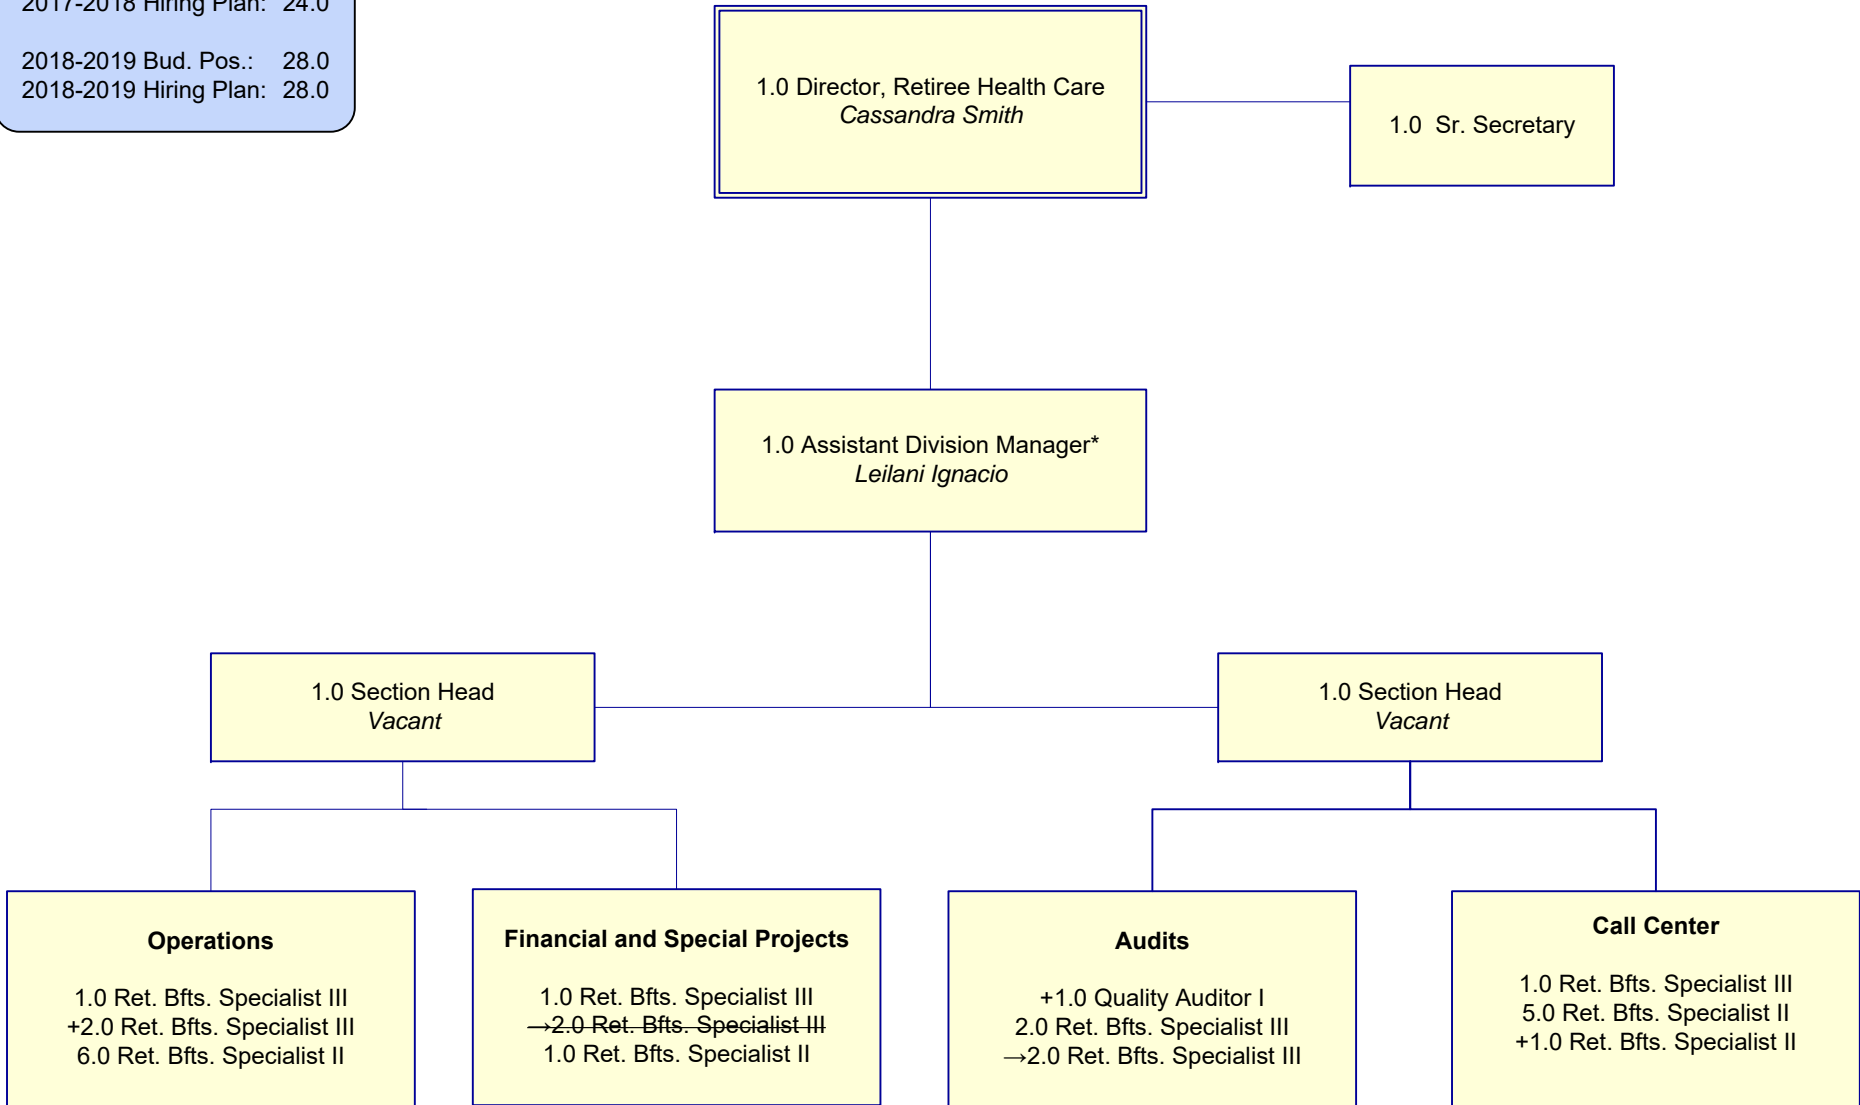 2017-2018 Hiring Plan: 24.0
2018-2019 Bud. Pos.: 28.0
2018-2019 Hiring Plan: 28.0
1.0 Director, Retiree Health Care
Cassandra Smith
1.0 Sr. Secretary
1.0 Assistant Division Manager*
Leilani Ignacio
1.0 Section Head
Vacant
1.0 Section Head
Vacant
Operations
1.0 Ret. Bfts. Specialist III
+2.0 Ret. Bfts. Specialist III
6.0 Ret. Bfts. Specialist II
Financial and Special Projects
1.0 Ret. Bfts. Specialist III
→2.0 Ret. Bfts. Specialist III
1.0 Ret. Bfts. Specialist II
Audits
+1.0 Quality Auditor I
2.0 Ret. Bfts. Specialist III
→2.0 Ret. Bfts. Specialist III
Call Center
1.0 Ret. Bfts. Specialist III
5.0 Ret. Bfts. Specialist II
+1.0 Ret. Bfts. Specialist II